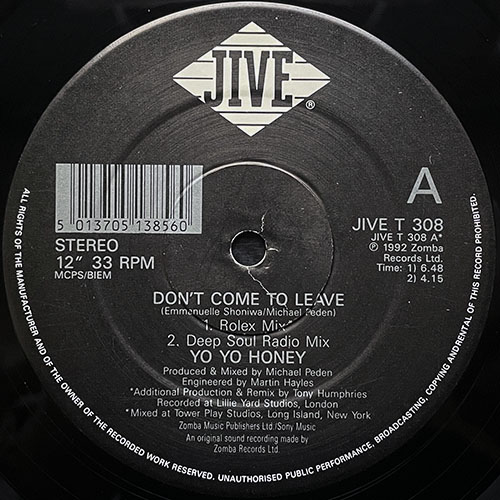 JIVE
®
5 013705 138560
A
STEREO
12" 33 RPM
MCPS/BIEM
JIVE T 308
JIVE T 308 A*
℗ 1992 Zomba
Records Ltd.
Time: 1) 6.48
2) 4.15
DON'T COME TO LEAVE
(Emmanuelle Shoniwa/Michael Peden)
1. Rolex Mix*
2. Deep Soul Radio Mix
YO YO HONEY
Produced & Mixed by Michael Peden
Engineered by Martin Hayles
*Additional Production & Remix by Tony Humphries
Recorded at Lillie Yard Studios, London
*Mixed at Tower Play Studios, Long Island, New York
Zomba Music Publishers Ltd./Sony Music
An original sound recording made by
Zomba Records Ltd.
ALL RIGHTS OF THE MANUFACTURER AND OF THE OWNER OF THE RECORDED WORK RESERVED. UNAUTHORISED PUBLIC PERFORMANCE, BROADCASTING, COPYING AND RENTAL OF THIS RECORD PROHIBITED.